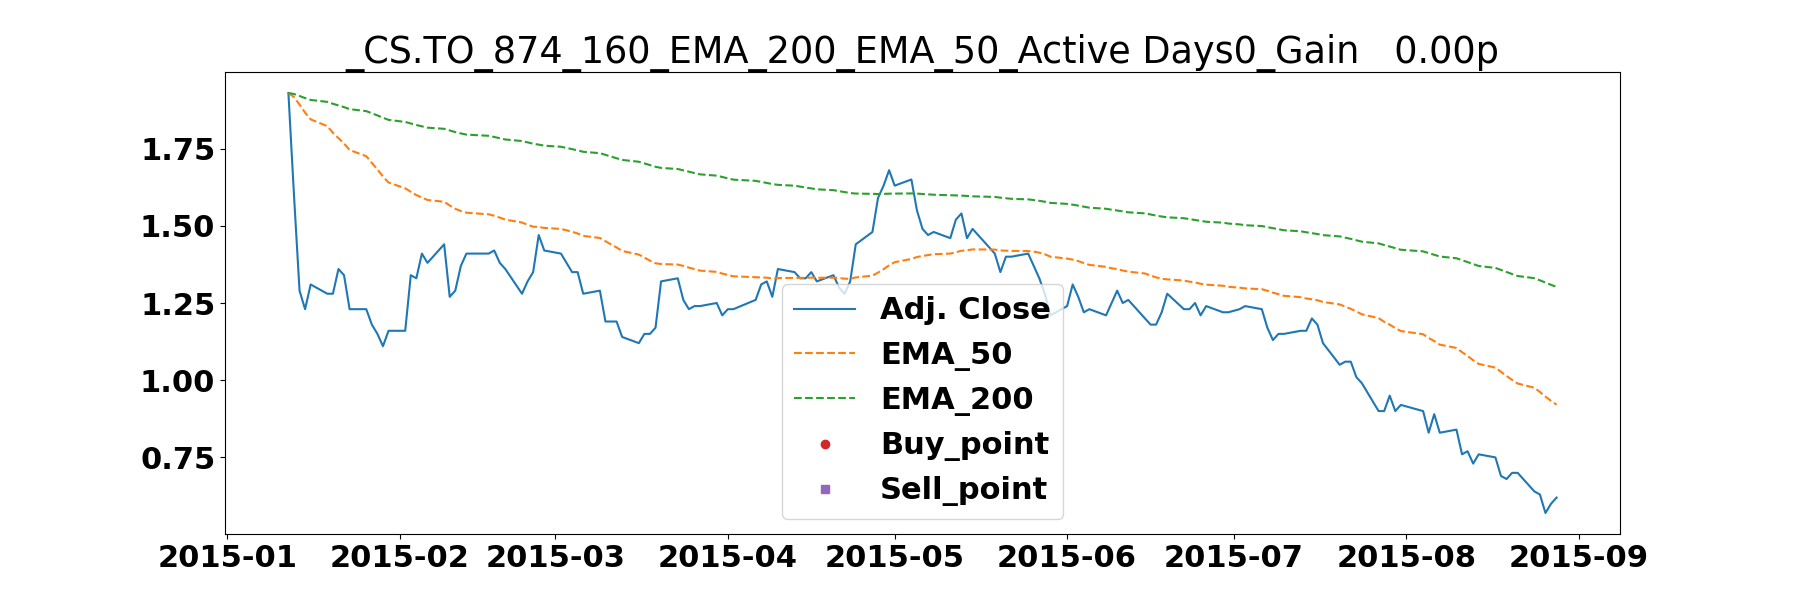 _CS.TO_874_160_EMA_200_EMA_50_Active Days0_Gain   0.00p
1.75
1.50
1.25
1.00
0.75
Adj. Close
EMA_50
EMA_200
Buy_point
Sell_point
2015-01 2015-02 2015-03 2015-04 2015-05 2015-06 2015-07 2015-08 2015-09